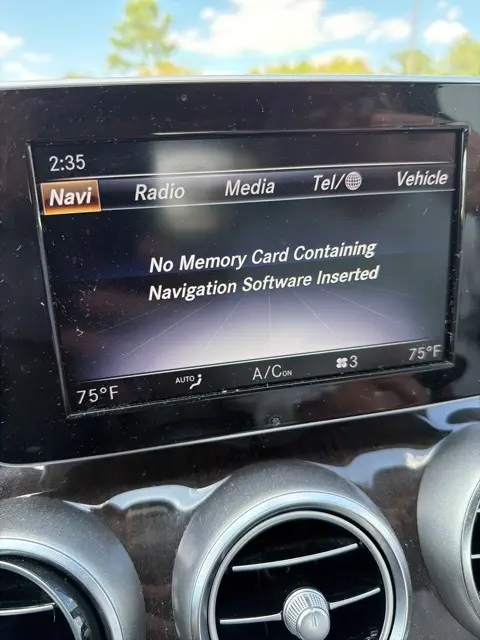 2:35
Navi Radio Media Tel/ Vehicle
No Memory Card Containing
Navigation Software Inserted
75°F AUTO A/C ON 3 75°F